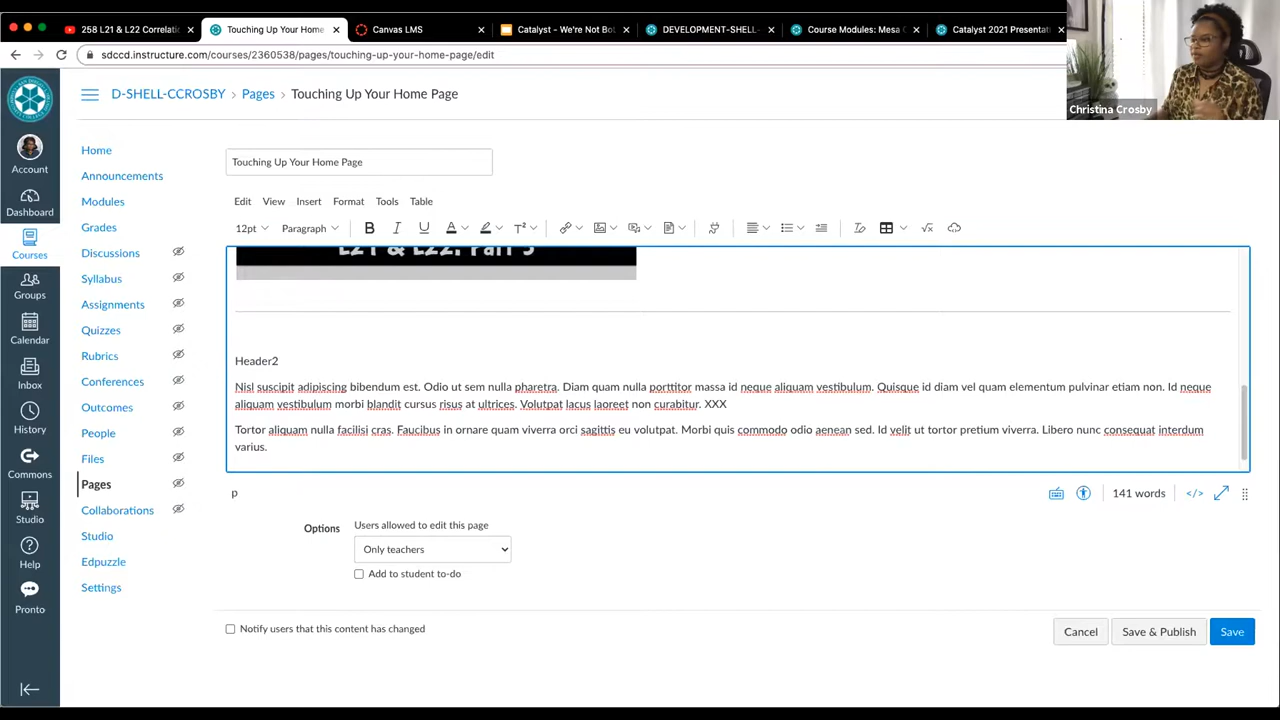 258 L21 & L22 Correlatio
Touching Up Your Home
Canvas LMS
Catalyst - We're Not Bo
DEVELOPMENT-SHELL-
Course Modules: Mesa C
Catalyst 2021 Presentat
sdccd.instructure.com/courses/2360538/pages/touching-up-your-home-page/edit
Christina Crosby
D-SHELL-CCROSBY > Pages > Touching Up Your Home Page
Account
Dashboard
Courses
Groups
Calendar
Inbox
History
Commons
Studio
Help
Pronto
Home
Announcements
Modules
Grades
Discussions
Syllabus
Assignments
Quizzes
Rubrics
Conferences
Outcomes
People
Files
Pages
Collaborations
Studio
Edpuzzle
Settings
Touching Up Your Home Page
Edit View Insert Format Tools Table
12pt Paragraph B I U A T²
L21 & L22: Part 3
Header2
Nisl suscipit adipiscing bibendum est. Odio ut sem nulla pharetra. Diam quam nulla porttitor massa id neque aliquam vestibulum. Quisque id diam vel quam elementum pulvinar etiam non. Id neque
aliquam vestibulum morbi blandit cursus risus at ultrices. Volutpat lacus laoreet non curabitur. XXX
Tortor aliquam nulla facilisi cras. Faucibus in ornare quam viverra orci sagittis eu volutpat. Morbi quis commodo odio aenean sed. Id velit ut tortor pretium viverra. Libero nunc consequat interdum
varius.
p
141 words
</>
Options
Users allowed to edit this page
Only teachers
Add to student to-do
Notify users that this content has changed
Cancel
Save & Publish
Save